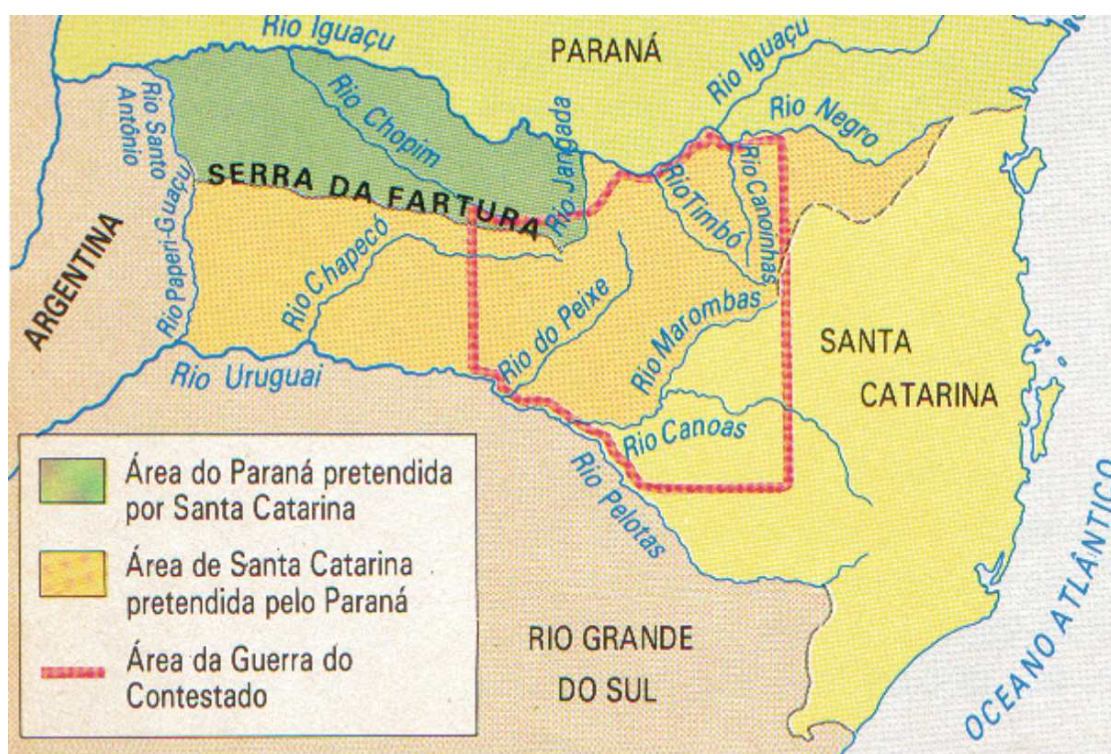 Rio Iguaçu
PARANÁ
Rio Iguaçu
Rio Negro
Rio Santo
Antônio
Rio Chopim
Rio Jangada
SERRA DA FARTURA
Rio Timbó
Rio Canoinhas
ARGENTINA
Rio Paperi-Guaçu
Rio Chapecó
Rio do Peixe
Rio Marombas
SANTA
CATARINA
Rio Uruguai
Rio Canoas
Rio Pelotas
Área do Paraná pretendida
por Santa Catarina
Área de Santa Catarina
pretendida pelo Paraná
Área da Guerra do
Contestado
RIO GRANDE
DO SUL
OCEANO ATLÂNTICO